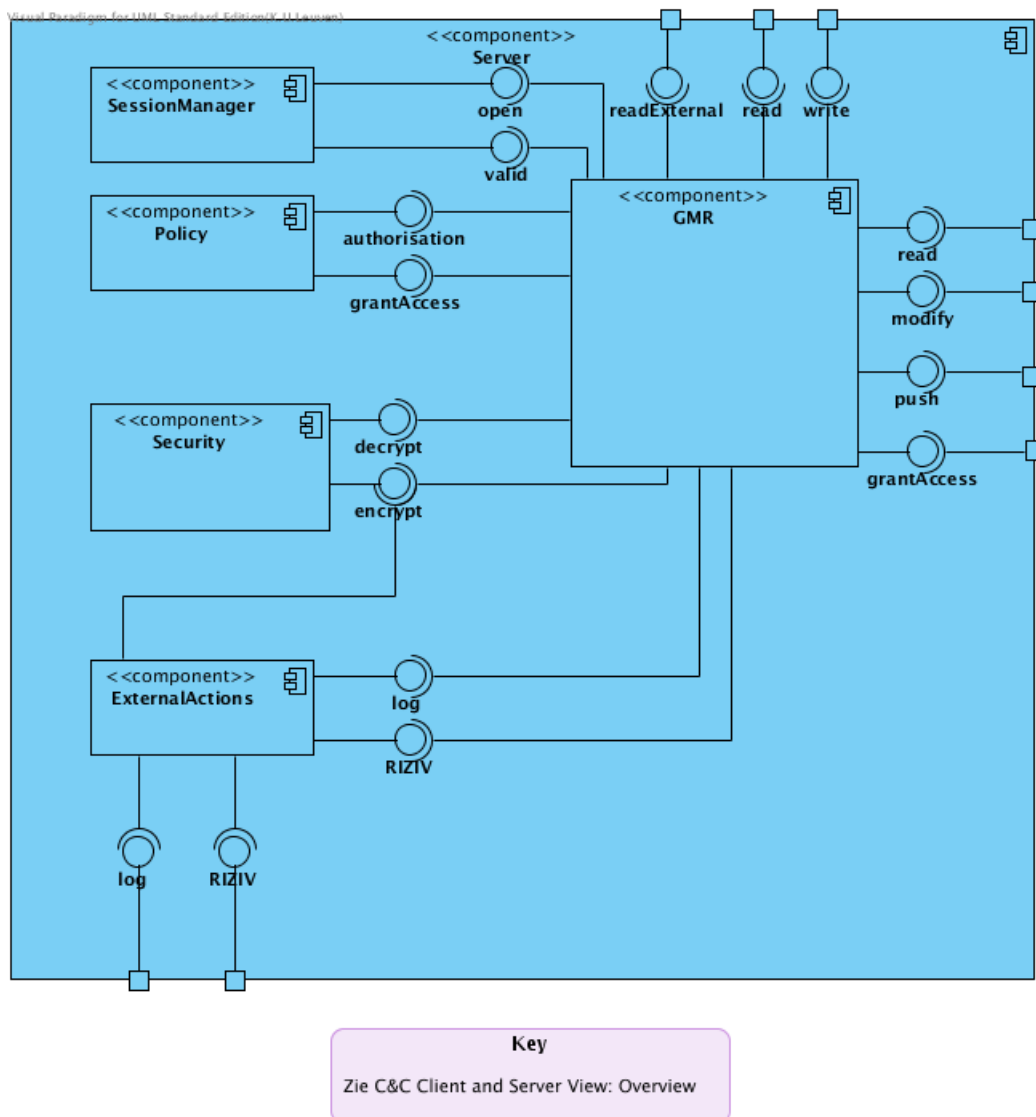 Visual Paradigm for UML Standard Edition(K.U.Leuven)
<<component>>
Server
<<component>>
SessionManager
open
valid
readExternal
read
write
<<component>>
Policy
authorisation
grantAccess
<<component>>
GMR
read
modify
push
grantAccess
<<component>>
Security
decrypt
encrypt
<<component>>
ExternalActions
log
RIZIV
log
RIZIV
Key
Zie C&C Client and Server View: Overview